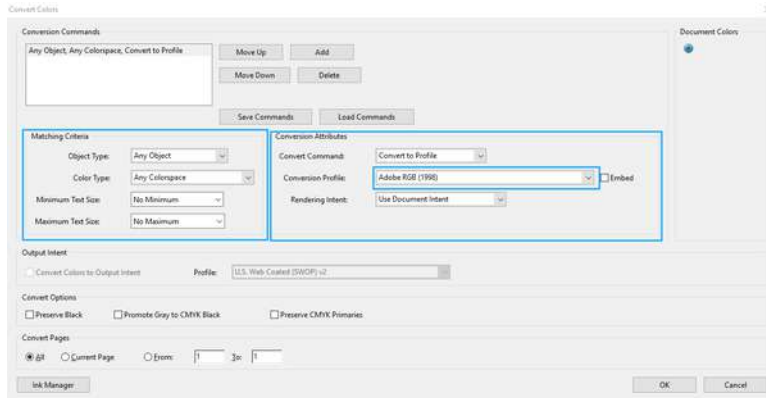 Convert Colors
Conversion Commands
Document Colors
Any Object, Any Colorspace, Convert to Profile
Move Up Add
Move Down Delete
Save Commands Load Commands
Matching Criteria
Object Type: Any Object
Color Type: Any Colorspace
Minimum Text Size: No Minimum
Maximum Text Size: No Maximum
Conversion Attributes
Convert Command: Convert to Profile
Conversion Profile: Adobe RGB (1998) Embed
Rendering Intent: Use Document Intent
Output Intent
Convert Colors to Output Intent Profile: U.S. Web Coated (SWOP) v2
Convert Options
Preserve Black Promote Gray to CMYK Black Preserve CMYK Primaries
Convert Pages
All Current Page From: 1 To: 1
Ink Manager OK Cancel